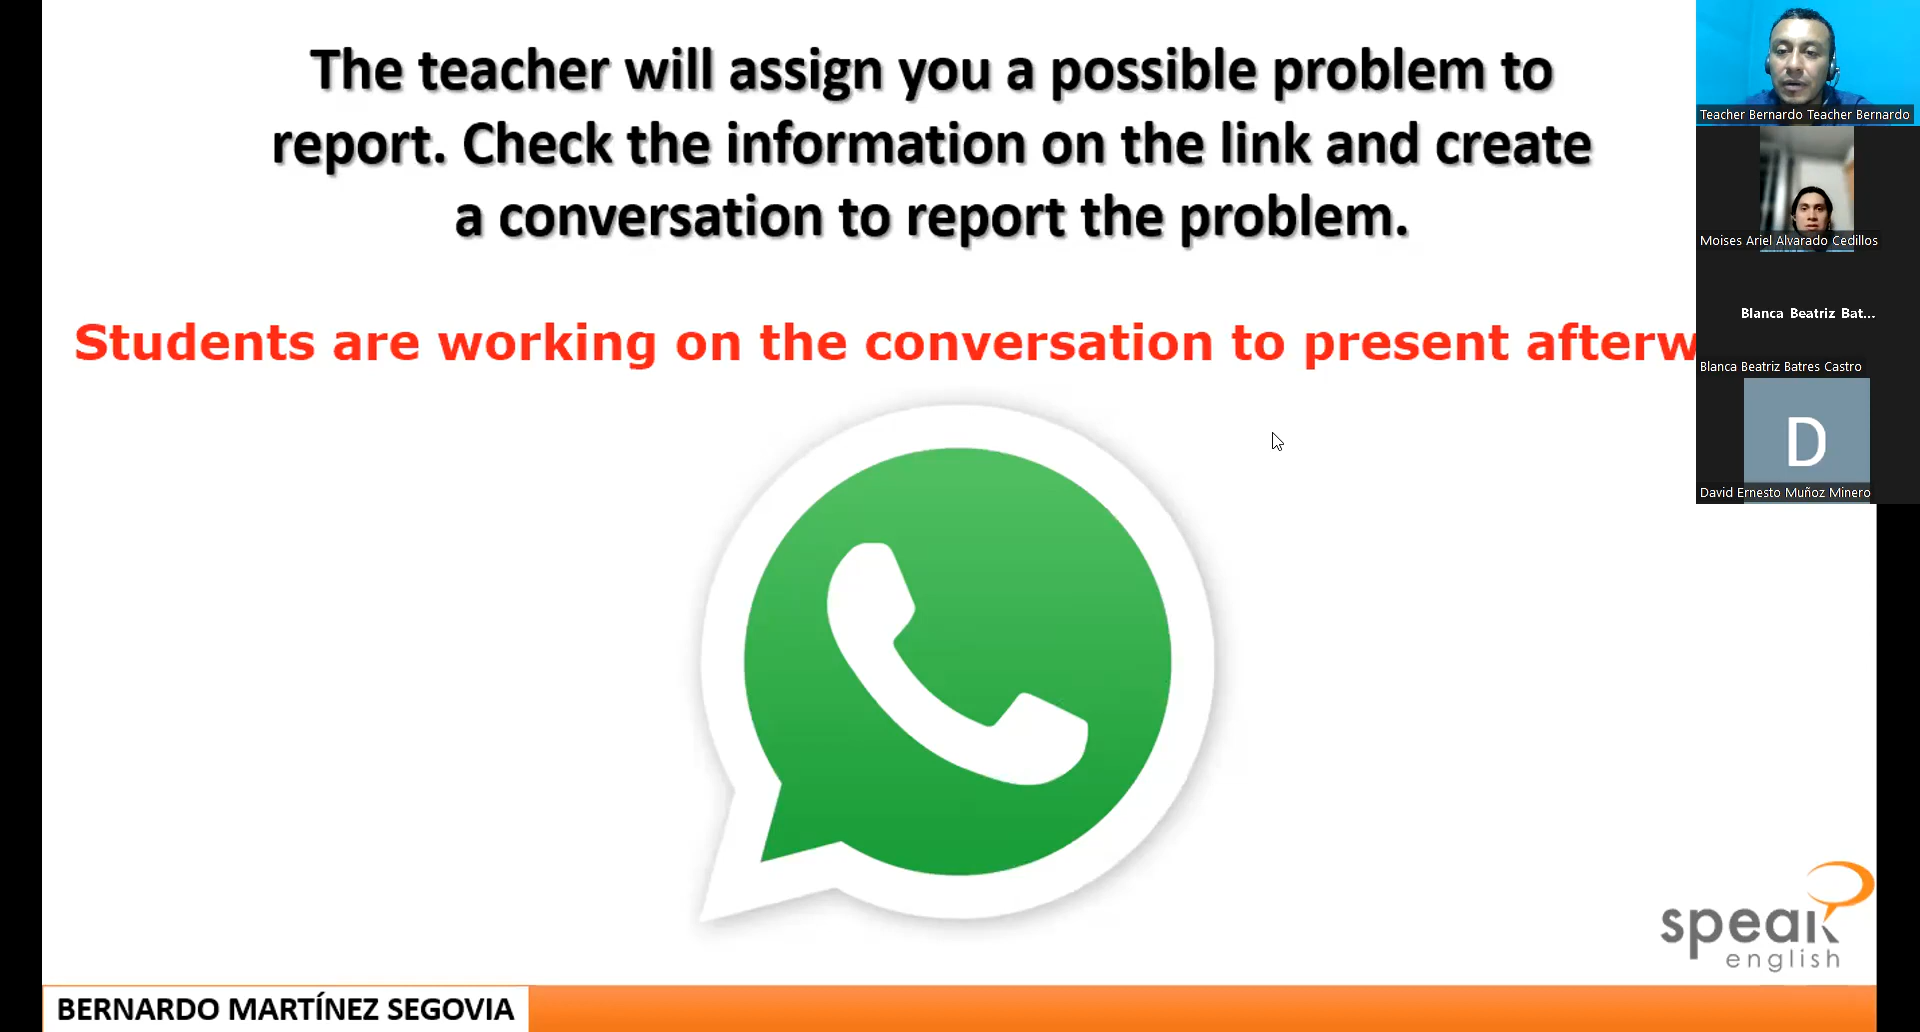 The teacher will assign you a possible problem to
report. Check the information on the link and create
a conversation to report the problem.
Students are working on the conversation to present afterw
Teacher Bernardo Teacher Bernardo
Moises Ariel Alvarado Cedillos
Blanca Beatriz Bat...
Blanca Beatriz Batres Castro
D
David Ernesto Muñoz Minero
speak
english
BERNARDO MARTÍNEZ SEGOVIA